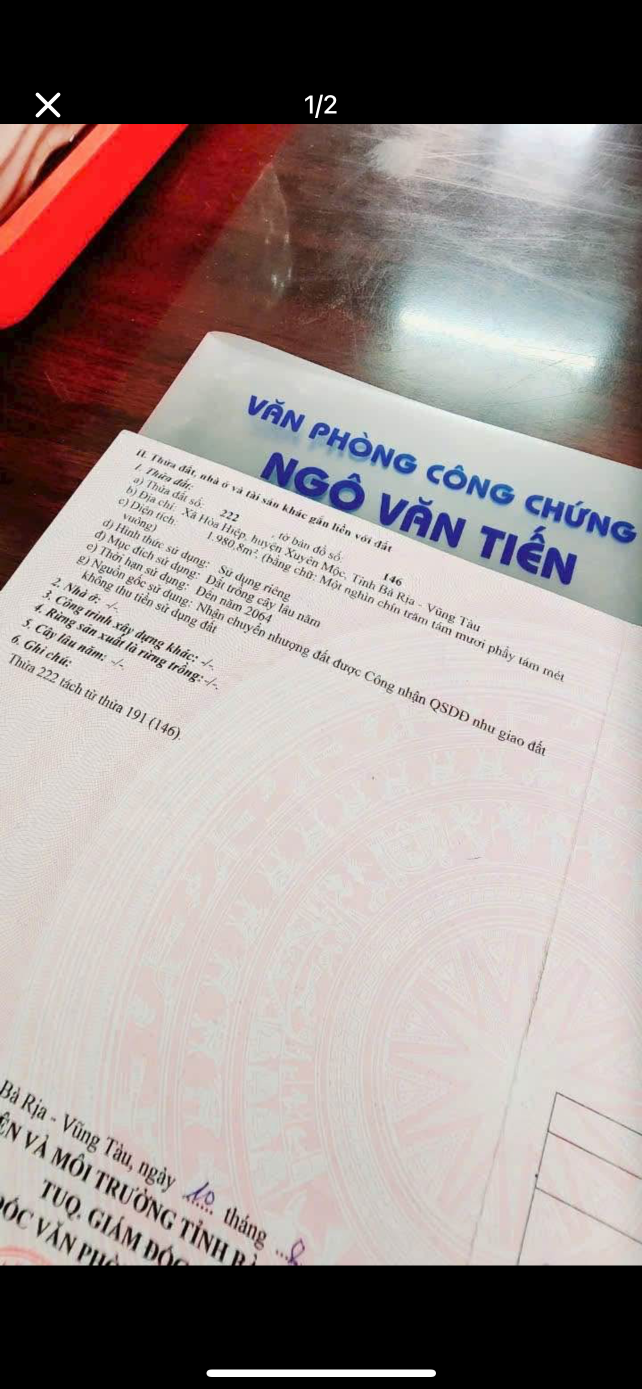 1/2
VĂN PHÒNG CÔNG CHỨNG
NGÔ VĂN TIẾN
II. Thửa đất, nhà ở và tài sản khác gắn liền với đất
1. Thửa đất:
a) Thửa đất số: 222 , tờ bản đồ số: 146
b) Địa chỉ: Xã Hòa Hiệp, huyện Xuyên Mộc, Tỉnh Bà Rịa - Vũng Tàu
c) Diện tích: 1.980,8m², (bằng chữ: Một nghìn chín trăm tám mươi phẩy tám mét
vuông)
d) Hình thức sử dụng: Sử dụng riêng
đ) Mục đích sử dụng: Đất trồng cây lâu năm
e) Thời hạn sử dụng: Đến năm 2064
g) Nguồn gốc sử dụng: Nhận chuyển nhượng đất được Công nhận QSDĐ như giao đất
không thu tiền sử dụng đất
2. Nhà ở: -/-.
3. Công trình xây dựng khác: -/-.
4. Rừng sản xuất là rừng trồng: -/-.
5. Cây lâu năm: -/-.
6. Ghi chú:
Thửa 222 tách từ thửa 191 (146).
Bà Rịa - Vũng Tàu, ngày 10 tháng 8
ÊN VÀ MÔI TRƯỜNG TỈNH B
TUQ. GIÁM ĐỐC
ĐỐC VĂN PH